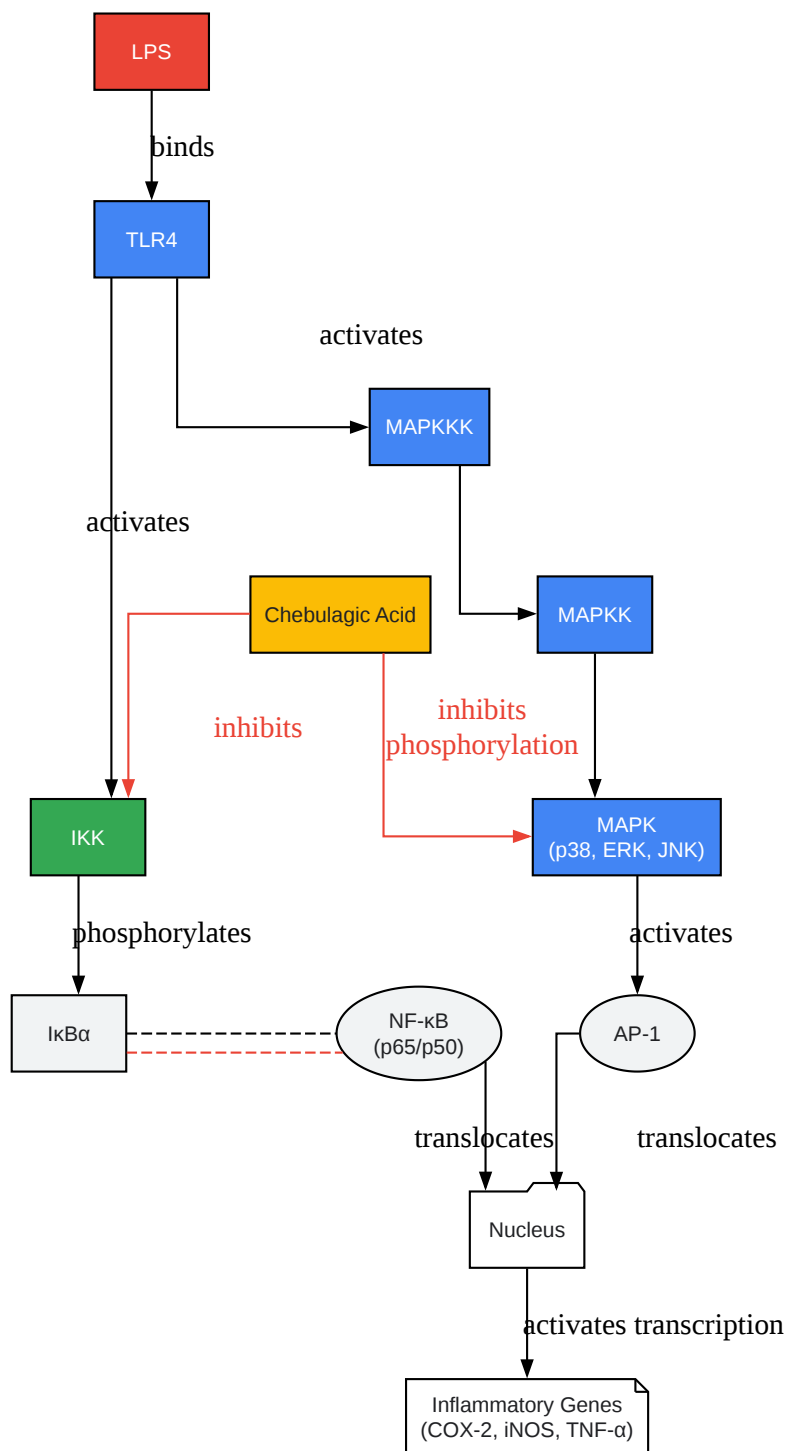 LPS
binds
TLR4
activates
MAPKKK
activates
Chebulagic Acid
MAPKK
inhibits
inhibits
phosphorylation
IKK
MAPK
(p38, ERK, JNK)
phosphorylates
activates
IκBα
NF-κB
(p65/p50)
AP-1
translocates
translocates
Nucleus
activates transcription
Inflammatory Genes
(COX-2, iNOS, TNF-α)